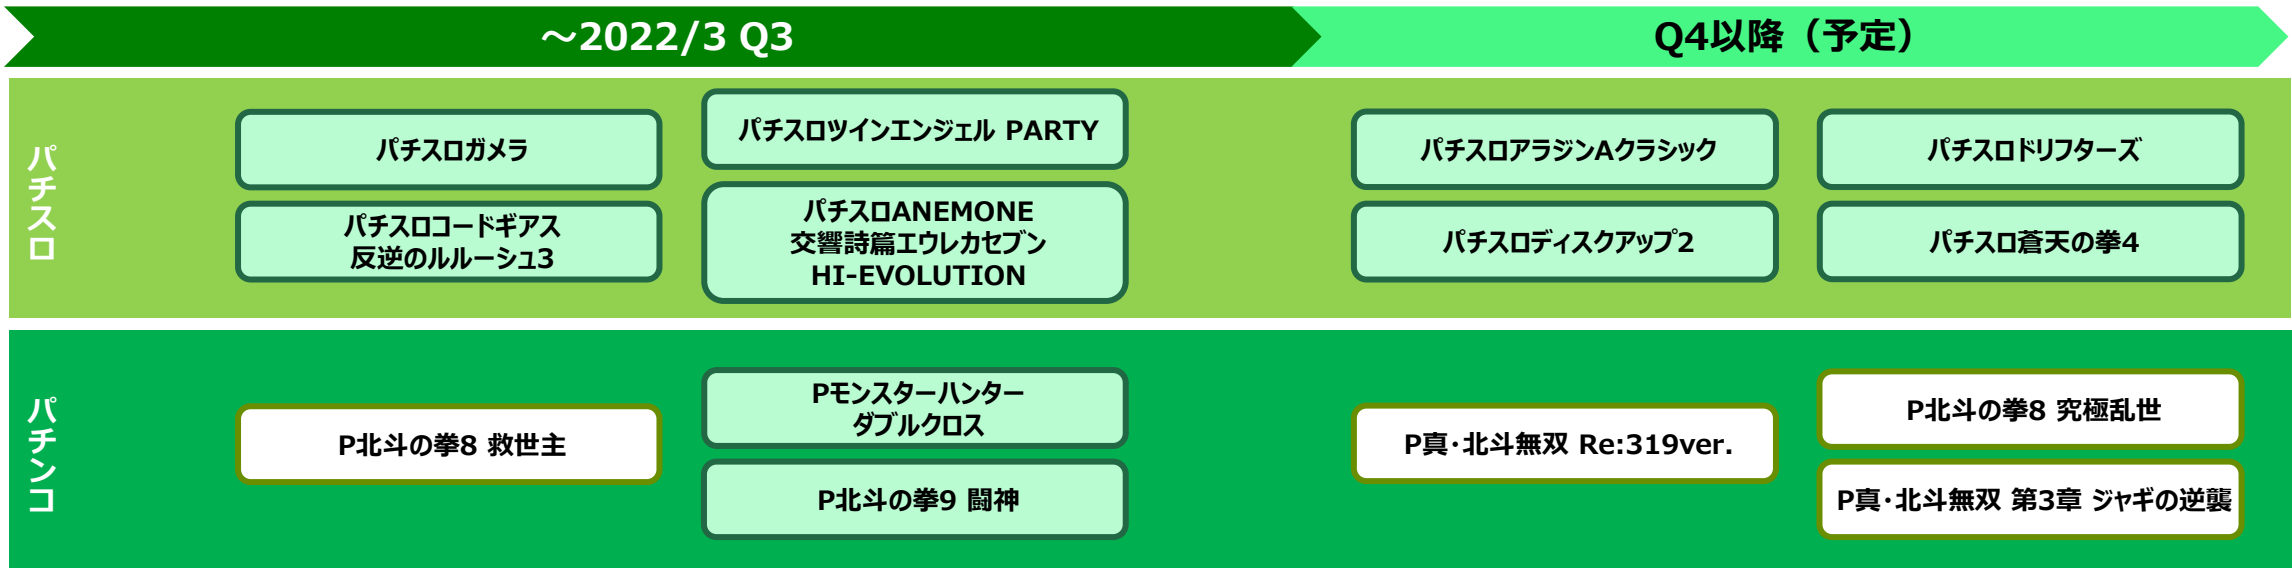 ～2022/3 Q3
Q4以降（予定）
パチスロ
パチスロガメラ
パチスロツインエンジェル PARTY
パチスロコードギアス
反逆のルルーシュ3
パチスロANEMONE
交響詩篇エウレカセブン
HI-EVOLUTION
パチスロアラジンAクラシック
パチスロドリフターズ
パチスロディスクアップ2
パチスロ蒼天の拳4
パチンコ
P北斗の拳8 救世主
Pモンスターハンター
ダブルクロス
P北斗の拳9 闘神
P真・北斗無双 Re:319ver.
P北斗の拳8 究極乱世
P真・北斗無双 第3章 ジャギの逆襲